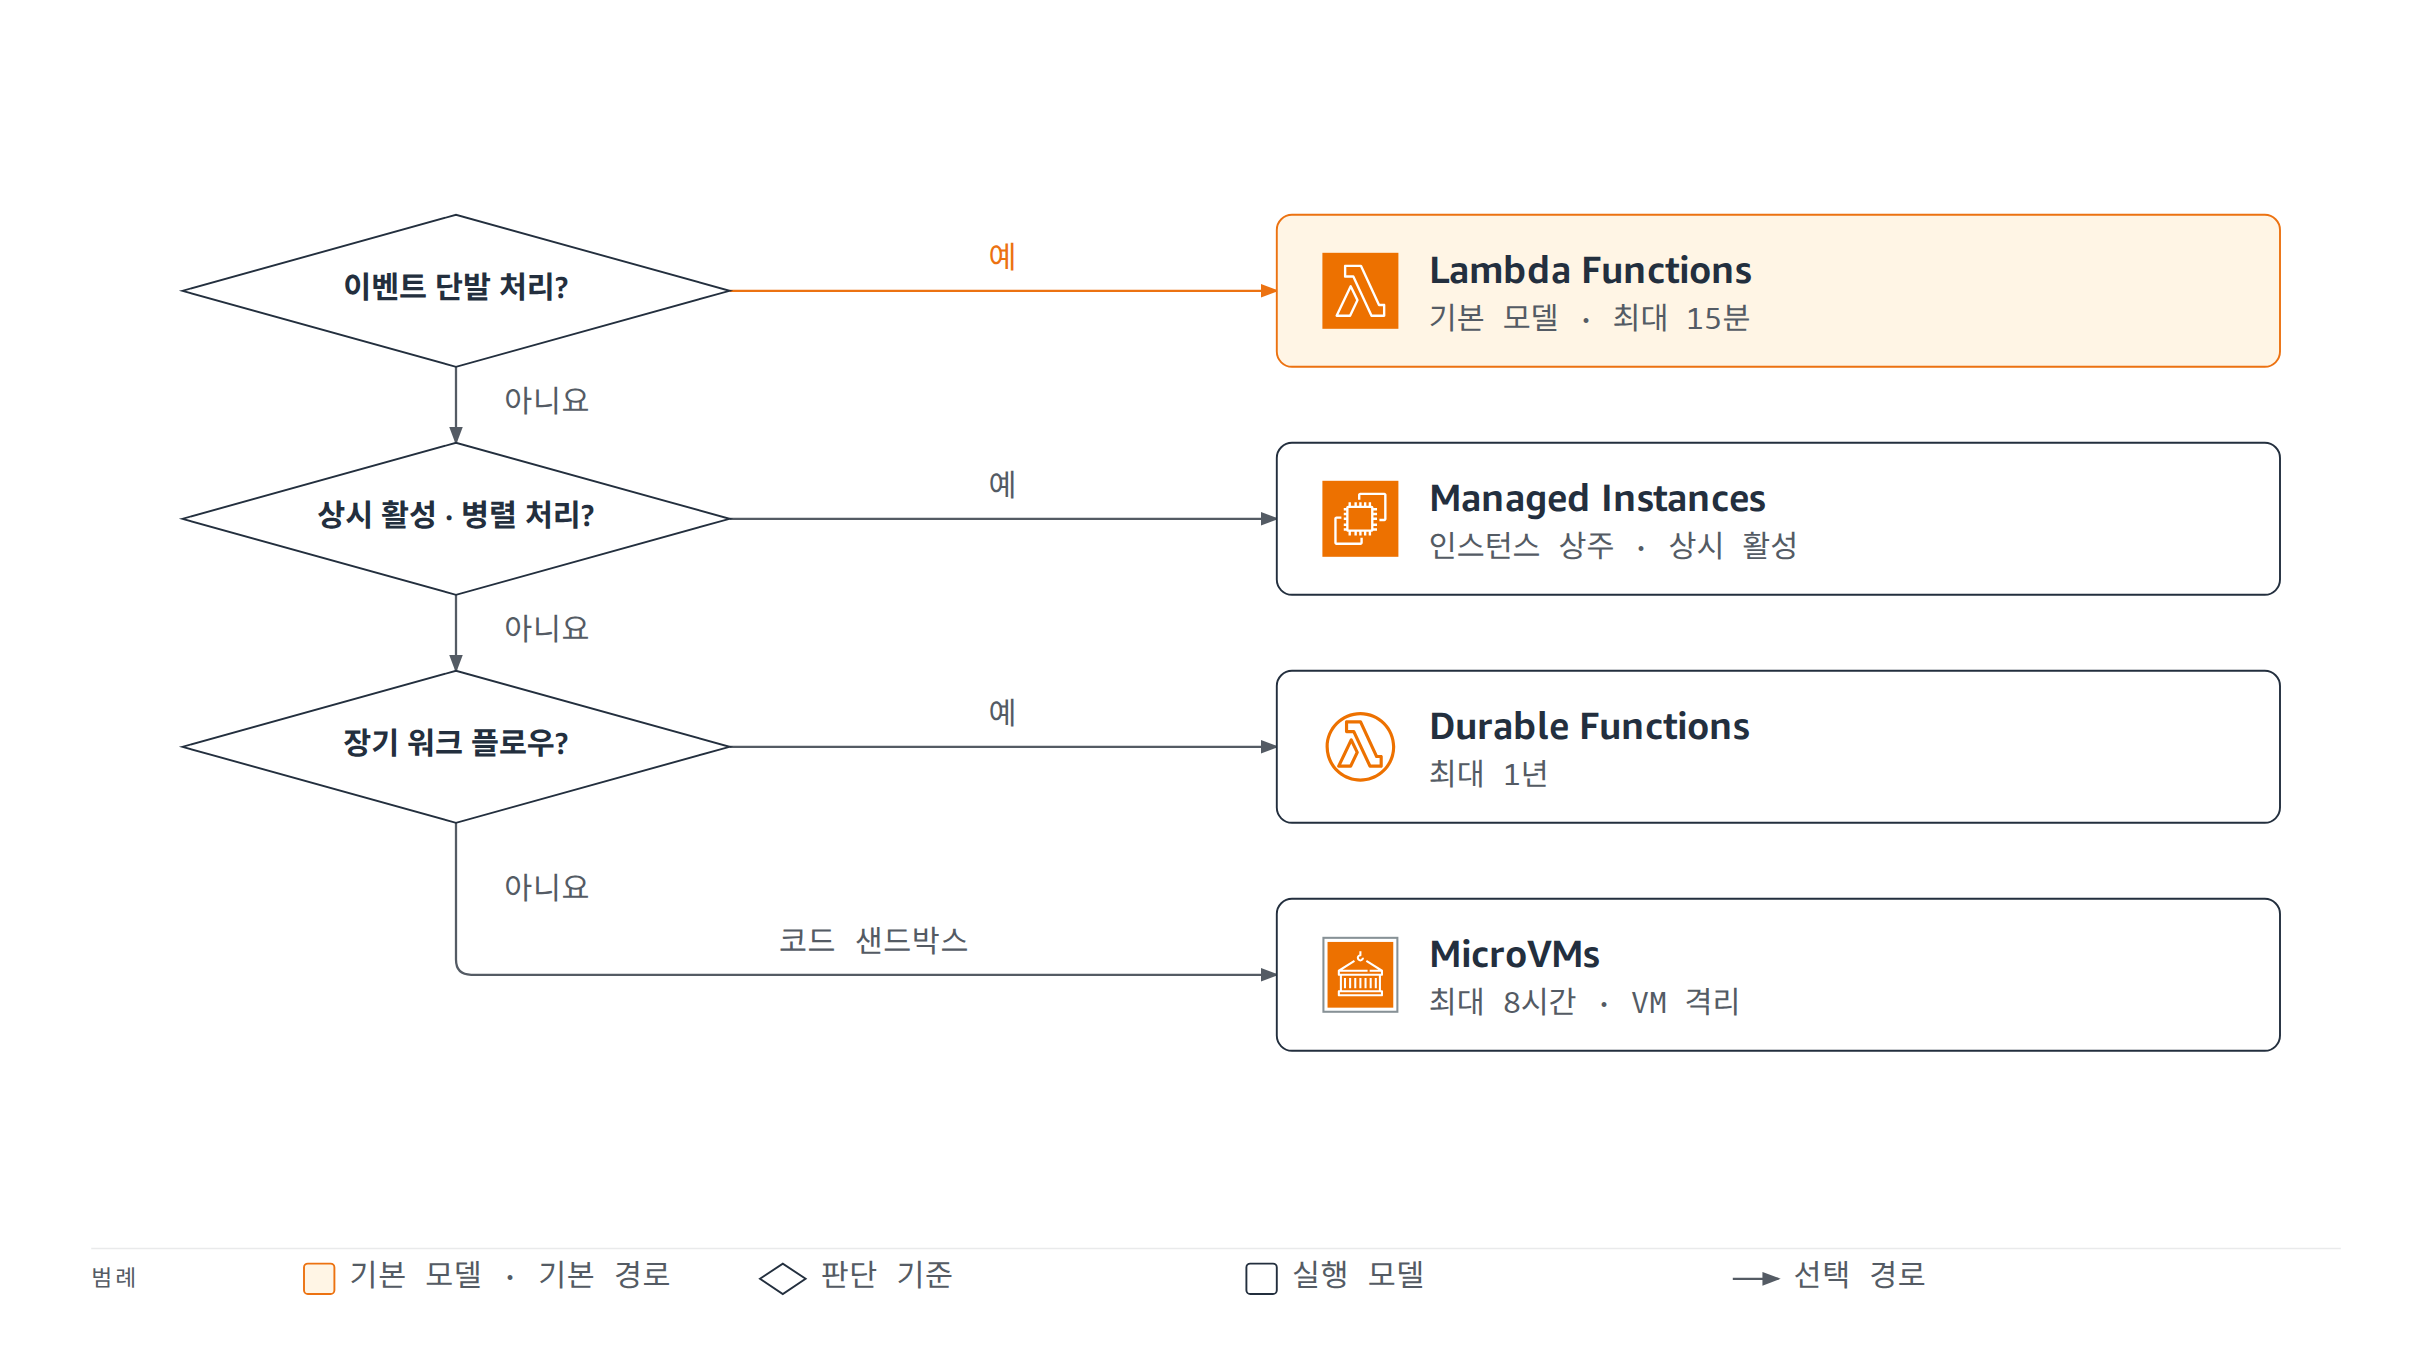 이벤트 단발 처리?
예
Lambda Functions
기본 모델 · 최대 15분
아니요
상시 활성 · 병렬 처리?
예
Managed Instances
인스턴스 상주 · 상시 활성
아니요
장기 워크 플로우?
예
Durable Functions
최대 1년
아니요
코드 샌드박스
MicroVMs
최대 8시간 · VM 격리
범례
기본 모델 · 기본 경로
판단 기준
실행 모델
선택 경로